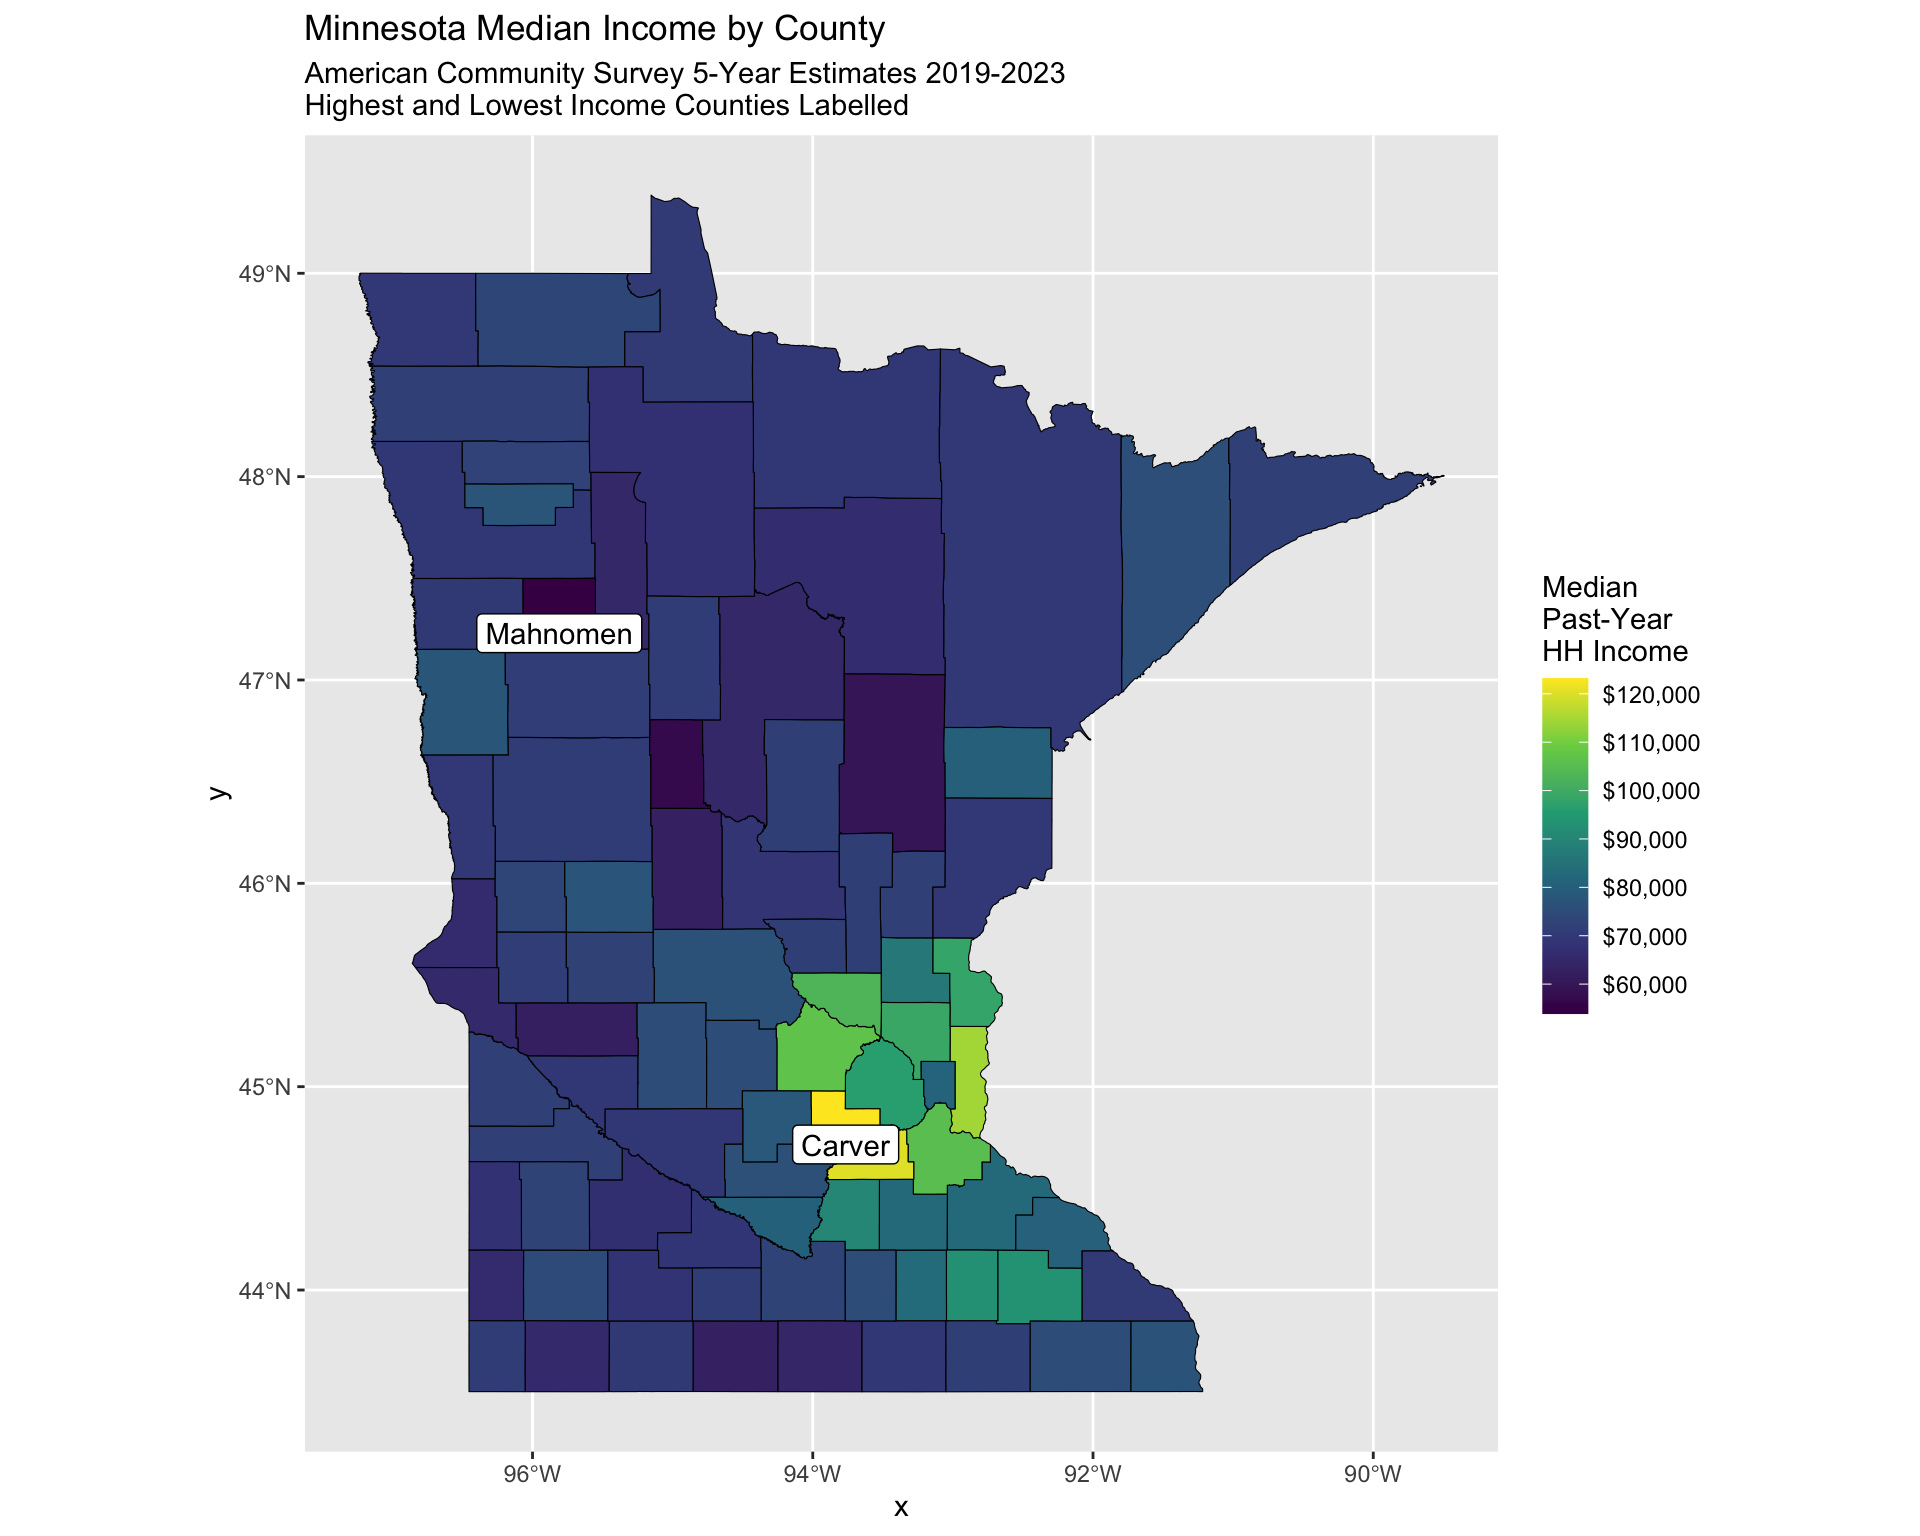 Minnesota Median Income by County
American Community Survey 5-Year Estimates 2019-2023
Highest and Lowest Income Counties Labelled
49°N
48°N
47°N
46°N
45°N
44°N
y
Mahnomen
Carver
96°W
94°W
92°W
90°W
x
Median
Past-Year
HH Income
$120,000
$110,000
$100,000
$90,000
$80,000
$70,000
$60,000